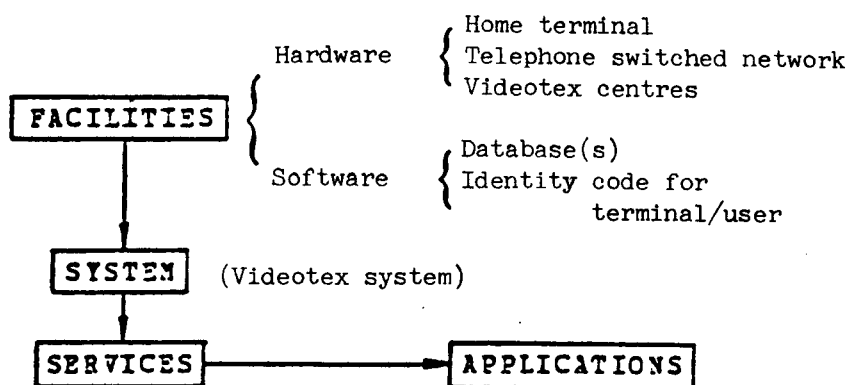 Home terminal
Hardware
Telephone switched network
Videotex centres
FACILITIES
Database(s)
Software
Identity code for
terminal/user
SYSTEM
(Videotex system)
SERVICES
APPLICATIONS